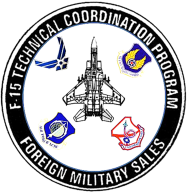 F-15 TECHNICAL COORDINATION PROGRAM
FOREIGN MILITARY SALES